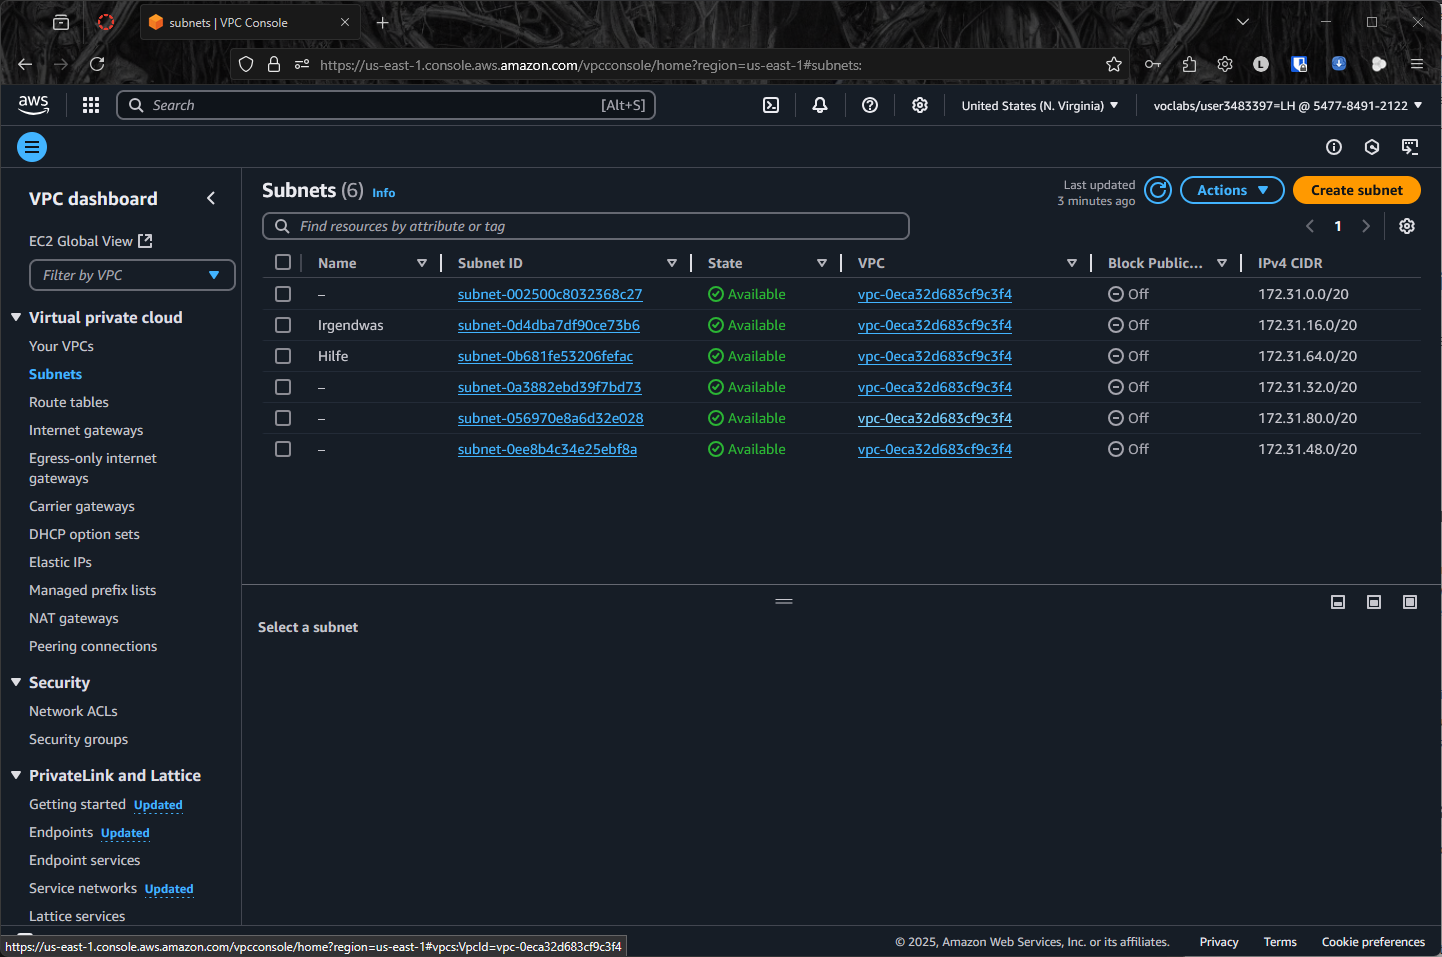 subnets | VPC Console
https://us-east-1.console.aws.amazon.com/vpcconsole/home?region=us-east-1#subnets:
aws
Search [Alt+S]
United States (N. Virginia)
voclabs/user3483397=LH @ 5477-8491-2122
VPC dashboard
EC2 Global View
Filter by VPC
Virtual private cloud
Your VPCs
Subnets
Route tables
Internet gateways
Egress-only internet
gateways
Carrier gateways
DHCP option sets
Elastic IPs
Managed prefix lists
NAT gateways
Peering connections
Security
Network ACLs
Security groups
PrivateLink and Lattice
Getting started Updated
Endpoints Updated
Endpoint services
Service networks Updated
Lattice services
Subnets (6) Info
Last updated
3 minutes ago
Actions
Create subnet
Find resources by attribute or tag
1
Name Subnet ID State VPC Block Public... IPv4 CIDR
– subnet-002500c8032368c27 Available vpc-0eca32d683cf9c3f4 Off 172.31.0.0/20
Irgendwas subnet-0d4dba7df90ce73b6 Available vpc-0eca32d683cf9c3f4 Off 172.31.16.0/20
Hilfe subnet-0b681fe53206fefac Available vpc-0eca32d683cf9c3f4 Off 172.31.64.0/20
– subnet-0a3882ebd39f7bd73 Available vpc-0eca32d683cf9c3f4 Off 172.31.32.0/20
– subnet-056970e8a6d32e028 Available vpc-0eca32d683cf9c3f4 Off 172.31.80.0/20
– subnet-0ee8b4c34e25ebf8a Available vpc-0eca32d683cf9c3f4 Off 172.31.48.0/20
Select a subnet
https://us-east-1.console.aws.amazon.com/vpcconsole/home?region=us-east-1#vpcs:VpcId=vpc-0eca32d683cf9c3f4
© 2025, Amazon Web Services, Inc. or its affiliates.
Privacy
Terms
Cookie preferences